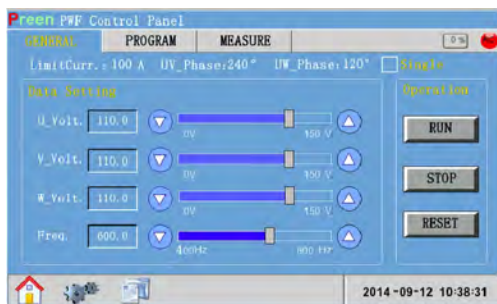 Preen PWF Control Panel
GENERAL PROGRAM MEASURE 0%
LimitCurr.: 100 A UV_Phase:240° UW_Phase:120° Single
Data Setting Operation
U_Volt. 110.0 0V 150 V
RUN
V_Volt. 110.0 0V 150 V
STOP
W_Volt. 110.0 0V 150 V
RESET
Freq. 600.0 400Hz 800 Hz
2014-09-12 10:38:31